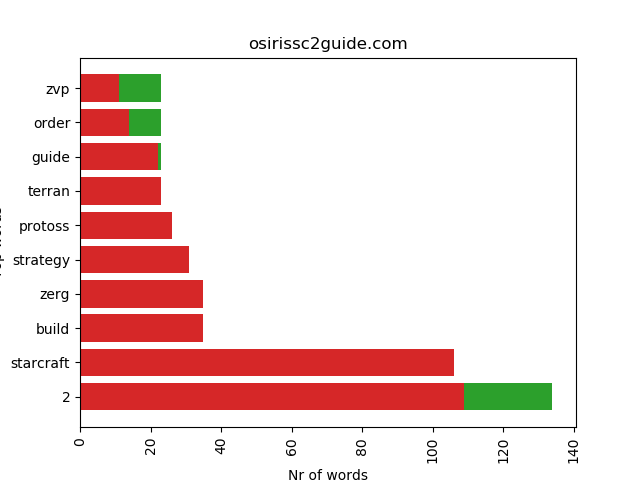 osirissc2guide.com
zvp
order
guide
terran
protoss
strategy
zerg
build
starcraft
2
0
20
40
60
80
100
120
140
Nr of words